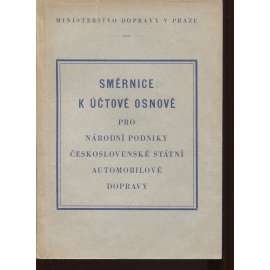 MINISTERSTVO DOPRAVY V PRAZE
SMĚRNICE
K ÚČTOVÉ OSNOVĚ
PRO
NÁRODNÍ PODNIKY
ČESKOSLOVENSKÉ STÁTNÍ
AUTOMOBILOVÉ
DOPRAVY